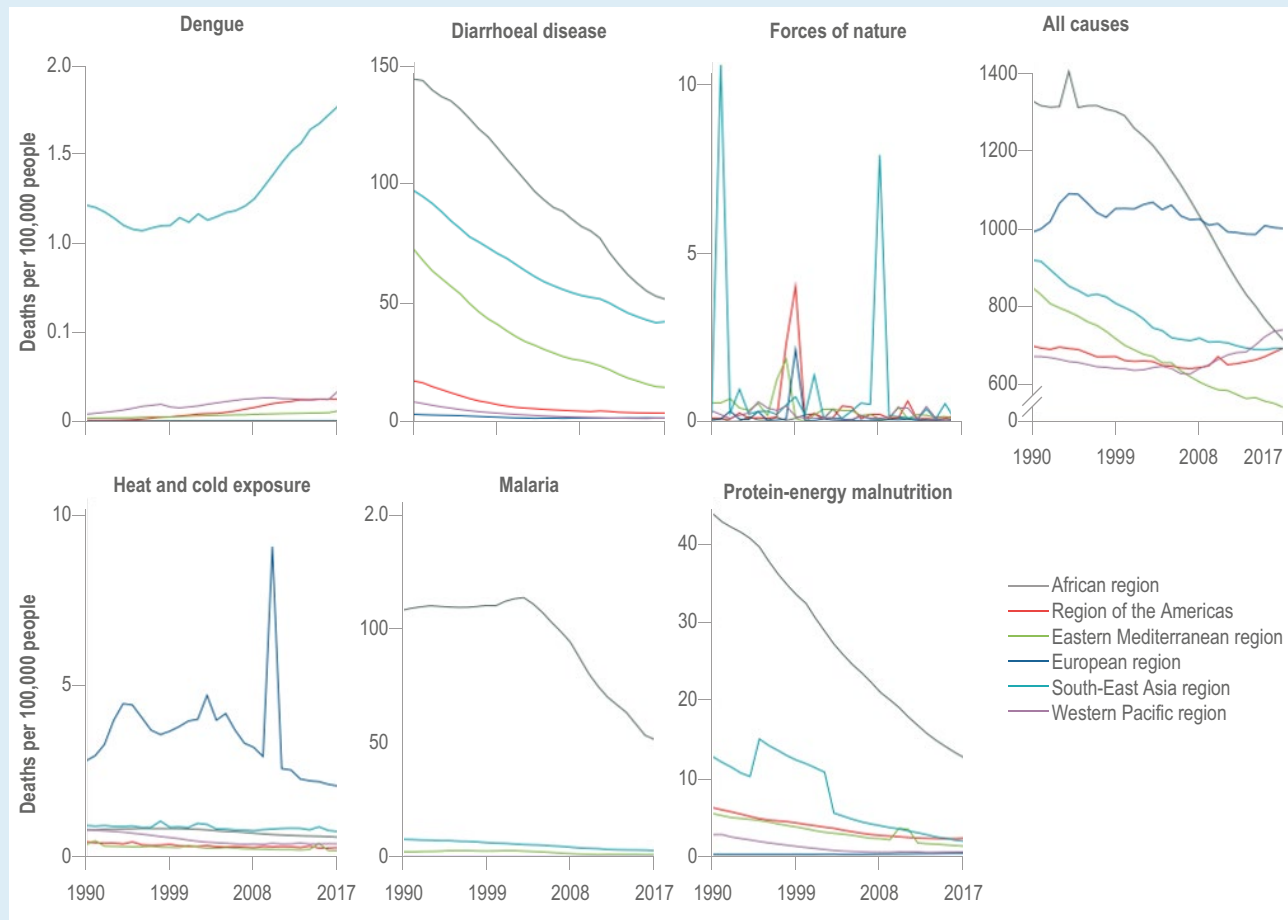 Dengue
Deaths per 100,000 people
2.0
1.5
1.0
0.1
0
Diarrhoeal disease
150
100
50
0
Forces of nature
10
5
0
All causes
1400
1200
1000
800
600
0
1990 1999 2008 2017
Heat and cold exposure
Deaths per 100,000 people
10
5
0
1990 1999 2008 2017
Malaria
2.0
100
50
0
1990 1999 2008 2017
Protein-energy malnutrition
40
30
20
10
0
1990 1999 2008 2017
African region
Region of the Americas
Eastern Mediterranean region
European region
South-East Asia region
Western Pacific region